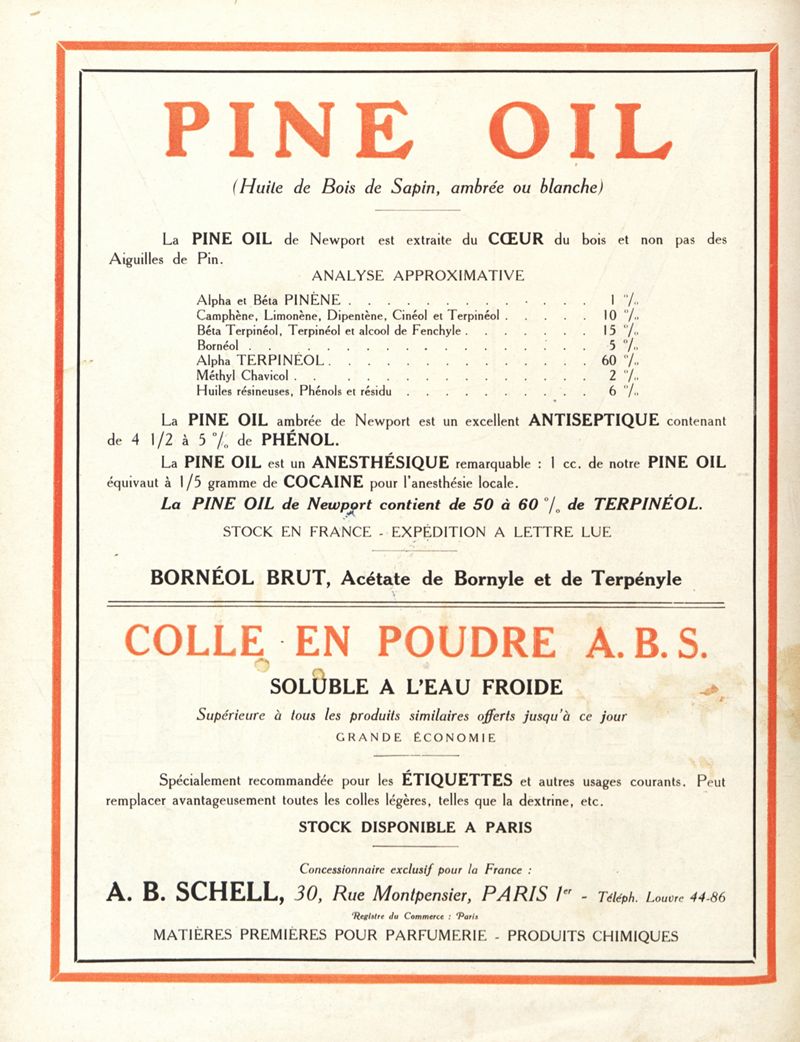 PINE OIL
(Huile de Bois de Sapin, ambrée ou blanche)
La PINE OIL de Newport est extraite du CŒUR du bois et non pas des
Aiguilles de Pin.
ANALYSE APPROXIMATIVE
Alpha et Béta PINÈNE . . . . . . . . . . . . . 1 %
Camphène, Limonène, Dipentène, Cinéol et Terpinéol . . . . . 10 %
Béta Terpinéol, Terpinéol et alcool de Fenchyle . . . . . . . 15 %
Bornéol . . . . . . . . . . . . . . . . . 5 %
Alpha TERPINÉOL . . . . . . . . . . . . . . 60 %
Méthyl Chavicol . . . . . . . . . . . . . . . 2 %
Huiles résineuses, Phénols et résidu . . . . . . . . . . 6 %
La PINE OIL ambrée de Newport est un excellent ANTISEPTIQUE contenant
de 4 1/2 à 5 % de PHÉNOL.
La PINE OIL est un ANESTHÉSIQUE remarquable : 1 cc. de notre PINE OIL
équivaut à 1/5 gramme de COCAINE pour l'anesthésie locale.
La PINE OIL de Newport contient de 50 à 60 % de TERPINÉOL.
STOCK EN FRANCE - EXPÉDITION A LETTRE LUE
BORNÉOL BRUT, Acétate de Bornyle et de Terpényle
COLLE EN POUDRE A. B. S.
SOLUBLE A L'EAU FROIDE
Supérieure à tous les produits similaires offerts jusqu'à ce jour
GRANDE ÉCONOMIE
Spécialement recommandée pour les ÉTIQUETTES et autres usages courants. Peut
remplacer avantageusement toutes les colles légères, telles que la dextrine, etc.
STOCK DISPONIBLE A PARIS
Concessionnaire exclusif pour la France :
A. B. SCHELL, 30, Rue Montpensier, PARIS 1er - Téléph. Louvre 44-86
Registre du Commerce : Paris
MATIÈRES PREMIÈRES POUR PARFUMERIE - PRODUITS CHIMIQUES